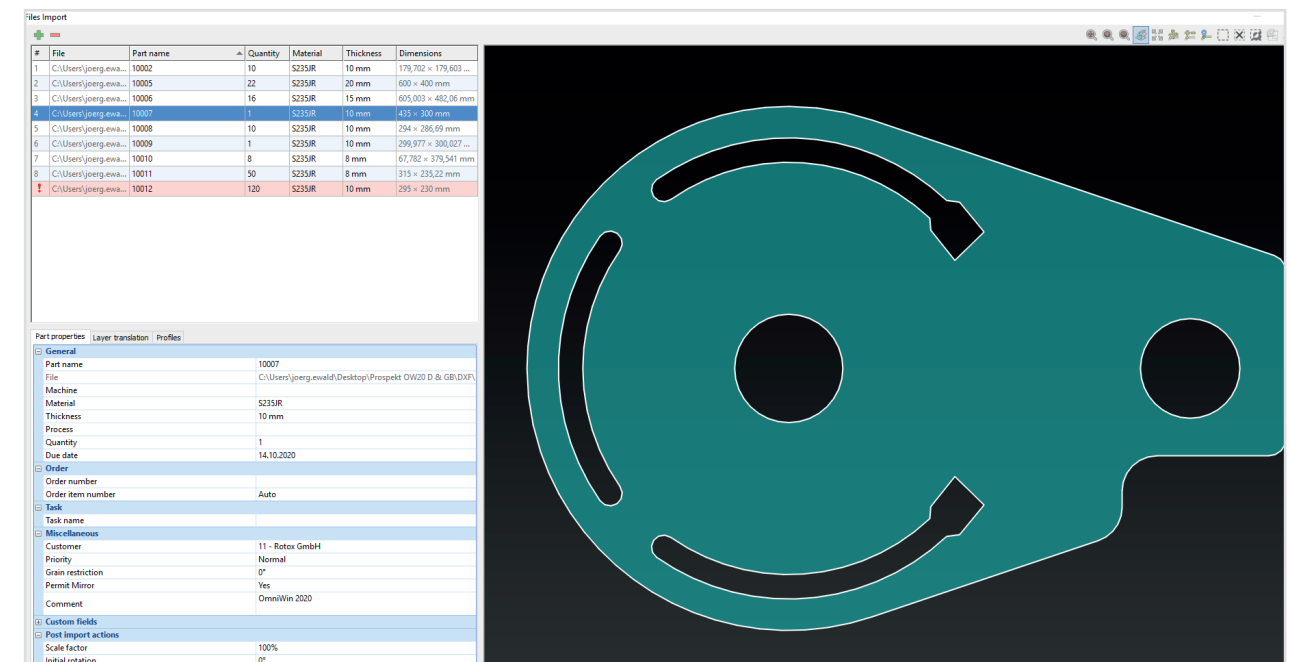 Files Import
# File Part name Quantity Material Thickness Dimensions
1 C:\Users\joerg.ewa... 10002 10 S235JR 10 mm 179,702 × 179,603 ...
2 C:\Users\joerg.ewa... 10005 22 S235JR 20 mm 600 × 400 mm
3 C:\Users\joerg.ewa... 10006 16 S235JR 15 mm 605,003 × 482,06 mm
4 C:\Users\joerg.ewa... 10007 1 S235JR 10 mm 435 × 300 mm
5 C:\Users\joerg.ewa... 10008 10 S235JR 10 mm 294 × 286,69 mm
6 C:\Users\joerg.ewa... 10009 1 S235JR 10 mm 299,977 × 300,027 ...
7 C:\Users\joerg.ewa... 10010 8 S235JR 8 mm 67,782 × 379,541 mm
8 C:\Users\joerg.ewa... 10011 50 S235JR 8 mm 315 × 235,22 mm
! C:\Users\joerg.ewa... 10012 120 S235JR 10 mm 295 × 230 mm
Part properties Layer translation Profiles
General
Part name 10007
File C:\Users\joerg.ewald\Desktop\Prospekt OW20 D & GB\DXF\
Machine
Material S235JR
Thickness 10 mm
Process
Quantity 1
Due date 14.10.2020
Order
Order number
Order item number Auto
Task
Task name
Miscellaneous
Customer 11 - Rotox GmbH
Priority Normal
Grain restriction 0°
Permit Mirror Yes
Comment OmniWin 2020
Custom fields
Post import actions
Scale factor 100%
Initial rotation 0°